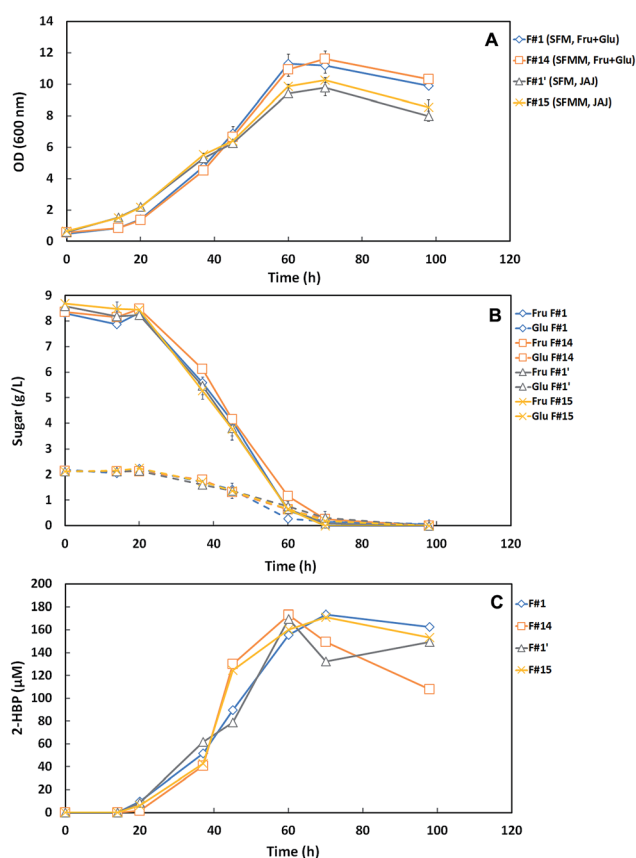 A
14
12
10
8
6
4
2
0
OD (600 nm)
0 20 40 60 80 100 120
Time (h)
F#1 (SFM, Fru+Glu)
F#14 (SFMM, Fru+Glu)
F#1' (SFM, JAJ)
F#15 (SFMM, JAJ)
B
9
8
7
6
5
4
3
2
1
0
Sugar (g/L)
0 20 40 60 80 100 120
Time (h)
Fru F#1
Glu F#1
Fru F#14
Glu F#14
Fru F#1'
Glu F#1'
Fru F#15
Glu F#15
C
200
180
160
140
120
100
80
60
40
20
0
2-HBP (µM)
0 20 40 60 80 100 120
Time (h)
F#1
F#14
F#1'
F#15